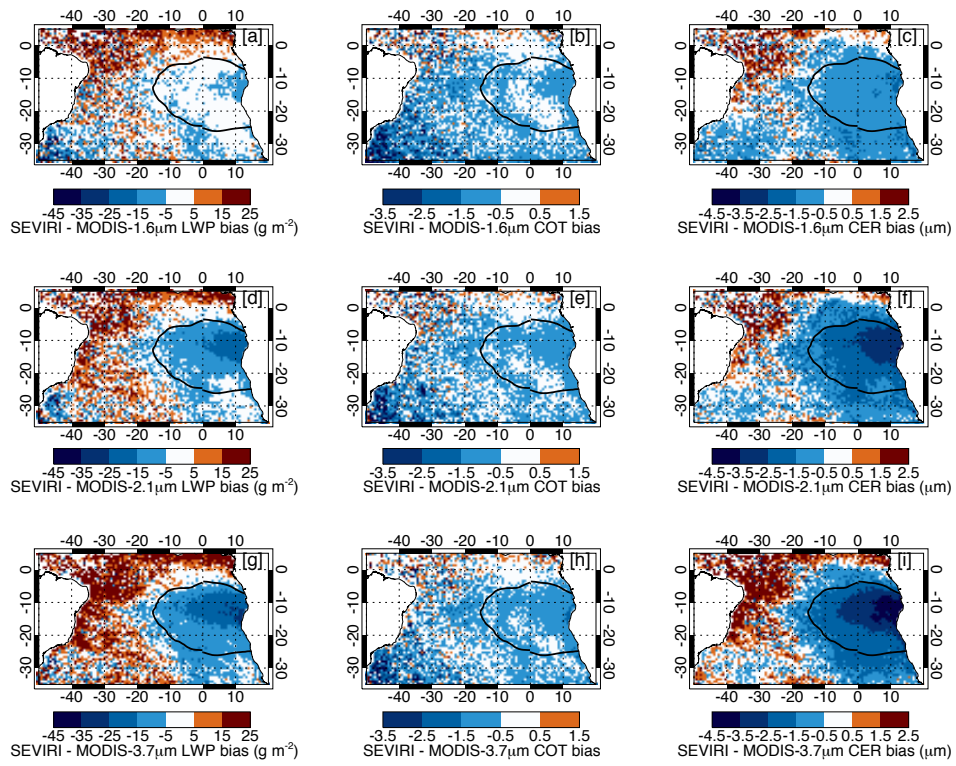 -40 -30 -20 -10 0 10
[a]
0
-10
-20
-30
-45 -35 -25 -15 -5 5 15 25
SEVIRI - MODIS-1.6μm LWP bias (g m-2)
-40 -30 -20 -10 0 10
[b]
0
-10
-20
-30
-3.5 -2.5 -1.5 -0.5 0.5 1.5
SEVIRI - MODIS-1.6μm COT bias
-40 -30 -20 -10 0 10
[c]
0
-10
-20
-30
-4.5 -3.5 -2.5 -1.5 -0.5 0.5 1.5 2.5
SEVIRI - MODIS-1.6μm CER bias (μm)
-40 -30 -20 -10 0 10
[d]
0
-10
-20
-30
-45 -35 -25 -15 -5 5 15 25
SEVIRI - MODIS-2.1μm LWP bias (g m-2)
-40 -30 -20 -10 0 10
[e]
0
-10
-20
-30
-3.5 -2.5 -1.5 -0.5 0.5 1.5
SEVIRI - MODIS-2.1μm COT bias
-40 -30 -20 -10 0 10
[f]
0
-10
-20
-30
-4.5 -3.5 -2.5 -1.5 -0.5 0.5 1.5 2.5
SEVIRI - MODIS-2.1μm CER bias (μm)
-40 -30 -20 -10 0 10
[g]
0
-10
-20
-30
-45 -35 -25 -15 -5 5 15 25
SEVIRI - MODIS-3.7μm LWP bias (g m-2)
-40 -30 -20 -10 0 10
[h]
0
-10
-20
-30
-3.5 -2.5 -1.5 -0.5 0.5 1.5
SEVIRI - MODIS-3.7μm COT bias
-40 -30 -20 -10 0 10
[i]
0
-10
-20
-30
-4.5 -3.5 -2.5 -1.5 -0.5 0.5 1.5 2.5
SEVIRI - MODIS-3.7μm CER bias (μm)